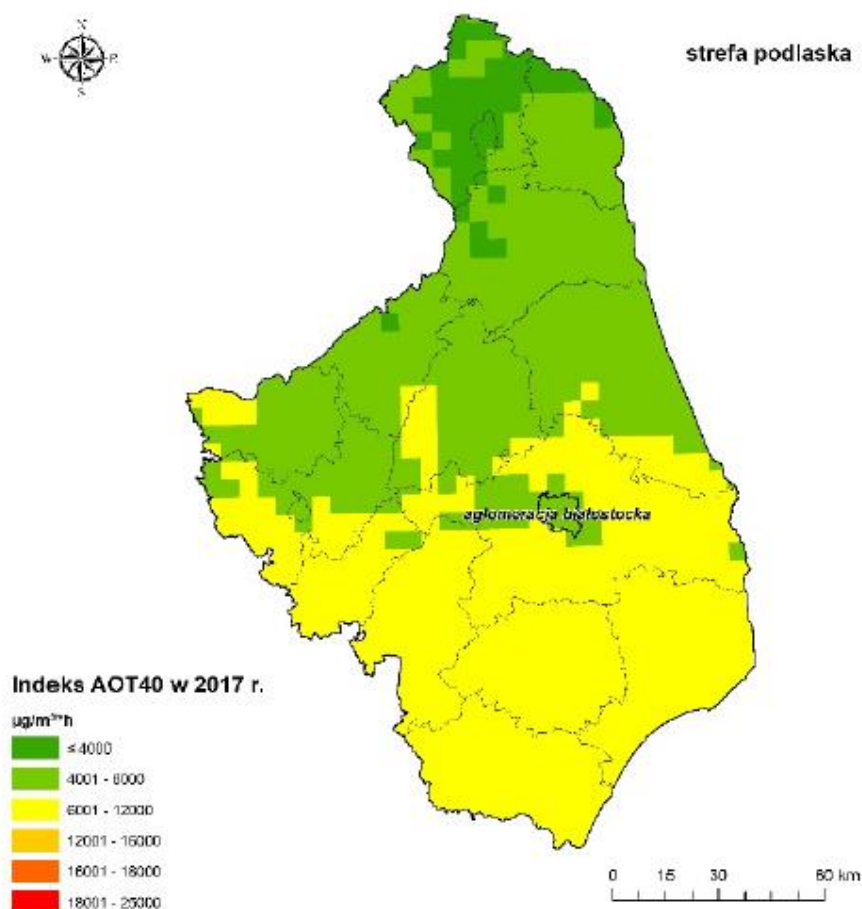 N
W E
S
strefa podlaska
aglomeracja białostocka
Indeks AOT40 w 2017 r.
µg/m³*h
≤ 4000
4001 - 6000
6001 - 12000
12001 - 16000
16001 - 18000
18001 - 25000
0 15 30 60 km